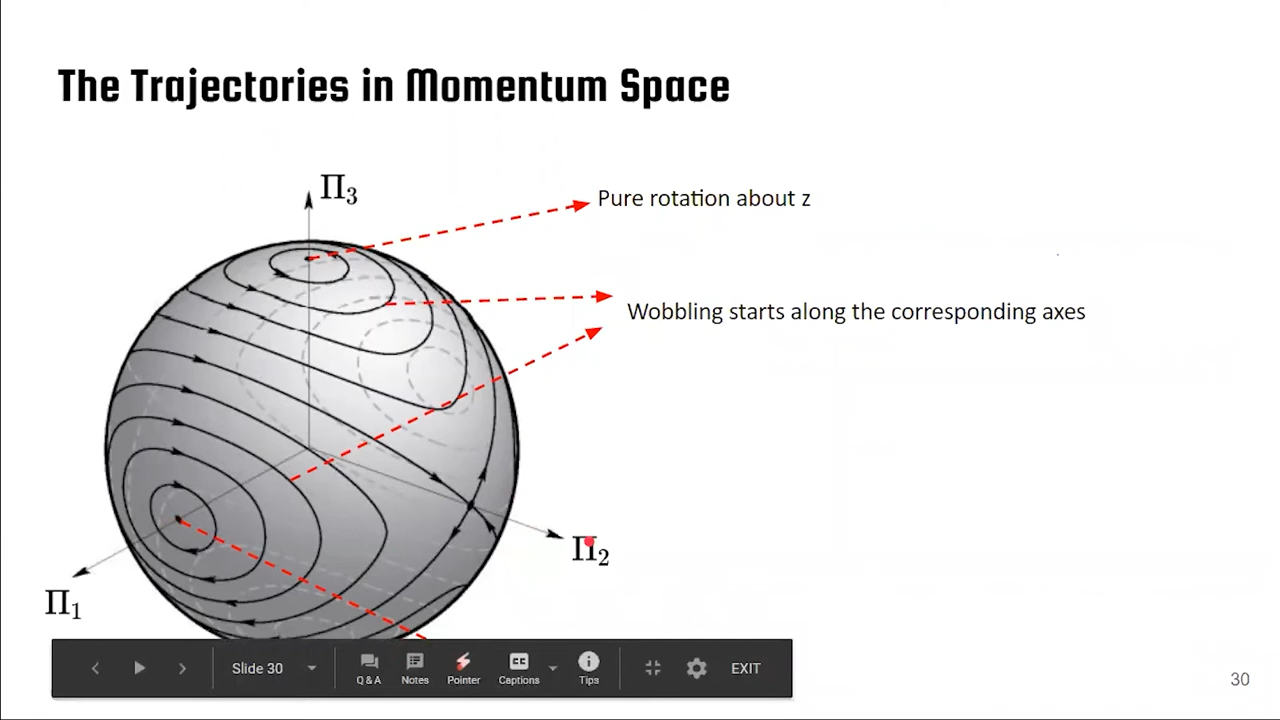 The Trajectories in Momentum Space
Π3
Pure rotation about z
Wobbling starts along the corresponding axes
Π2
Π1
Slide 30
Q & A
Notes
Pointer
CC
Captions
Tips
EXIT
30